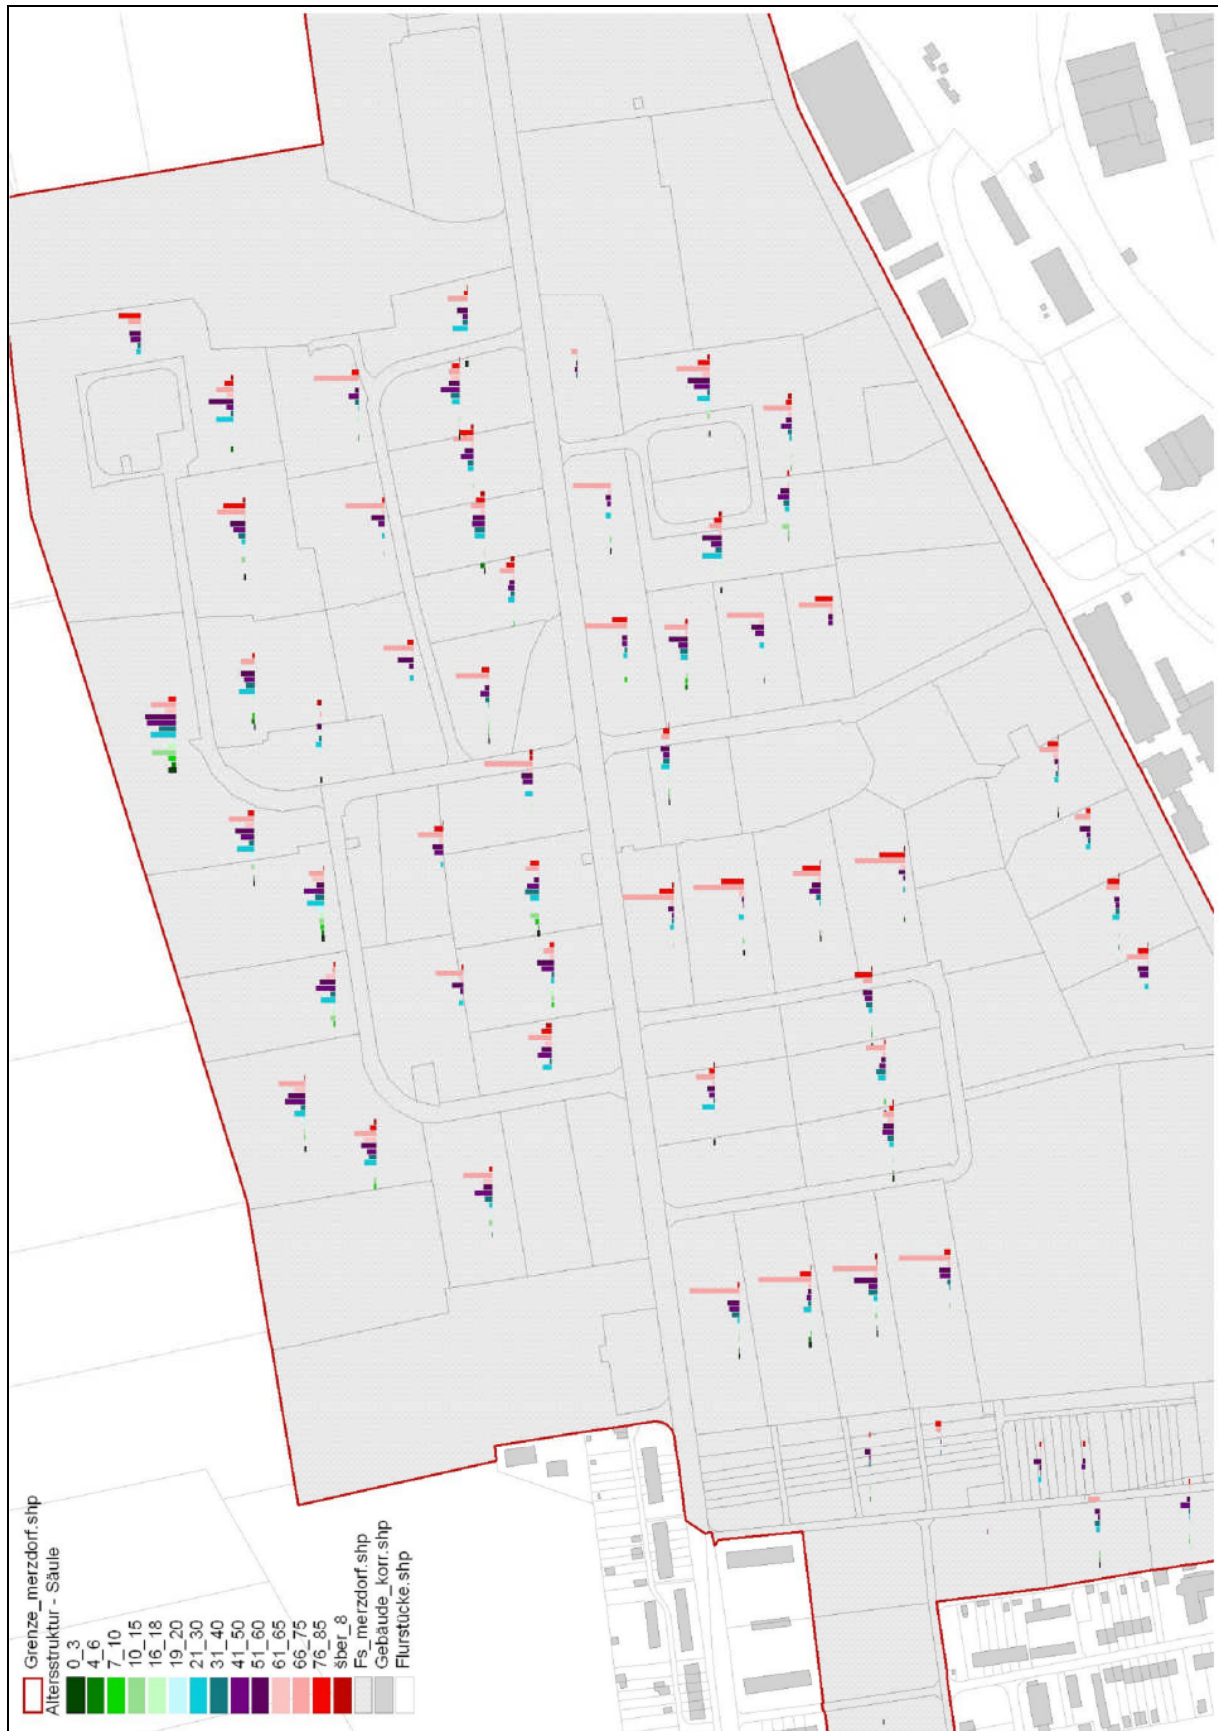 Grenze_merzdorf.shp
Altersstruktur - Säule
0_3
4_6
7_10
10_15
16_18
19_20
21_30
31_40
41_50
51_60
61_65
66_75
76_85
šber_8
Fs_merzdorf.shp
Gebäude_korr.shp
Flurstücke.shp